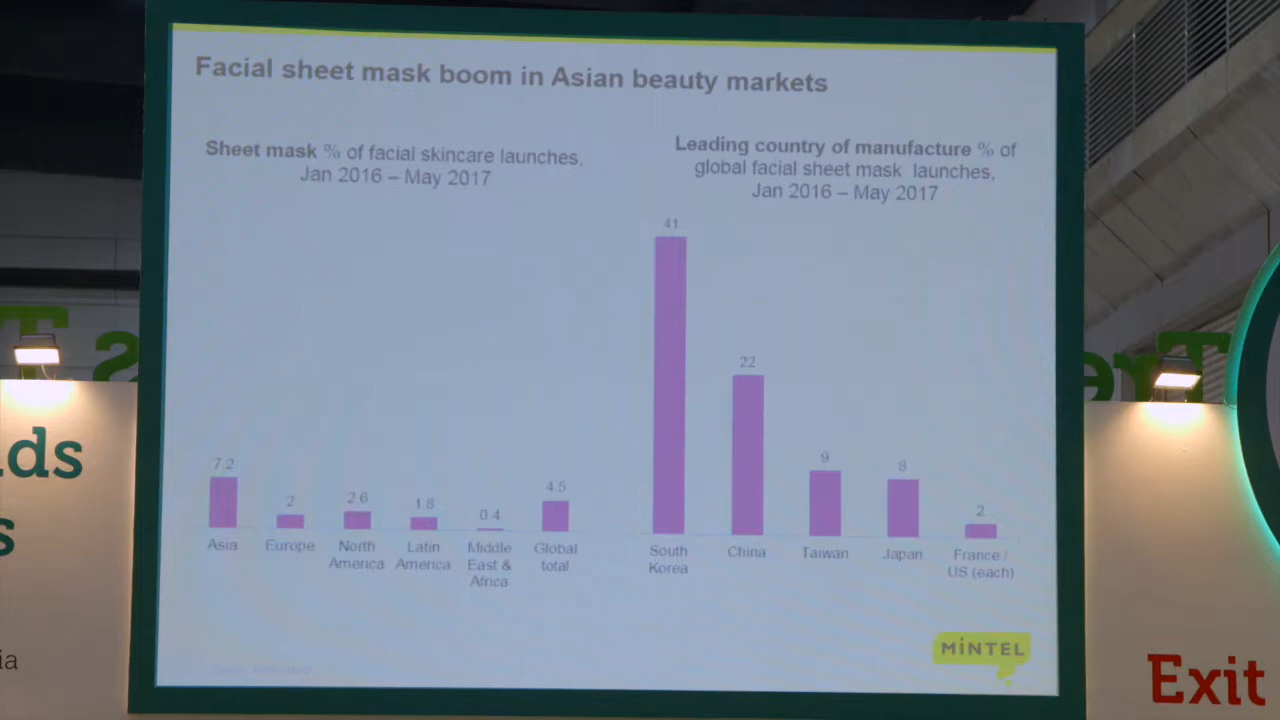 Facial sheet mask boom in Asian beauty markets
Sheet mask % of facial skincare launches,
Jan 2016 – May 2017
7.2
2
2.6
1.8
0.4
4.5
Asia
Europe
North
America
Latin
America
Middle
East &
Africa
Global
total
Leading country of manufacture % of
global facial sheet mask launches,
Jan 2016 – May 2017
41
22
9
8
2
South
Korea
China
Taiwan
Japan
France /
US (each)
MiNTEL
ds
s
ia
s T
Tre
Exit